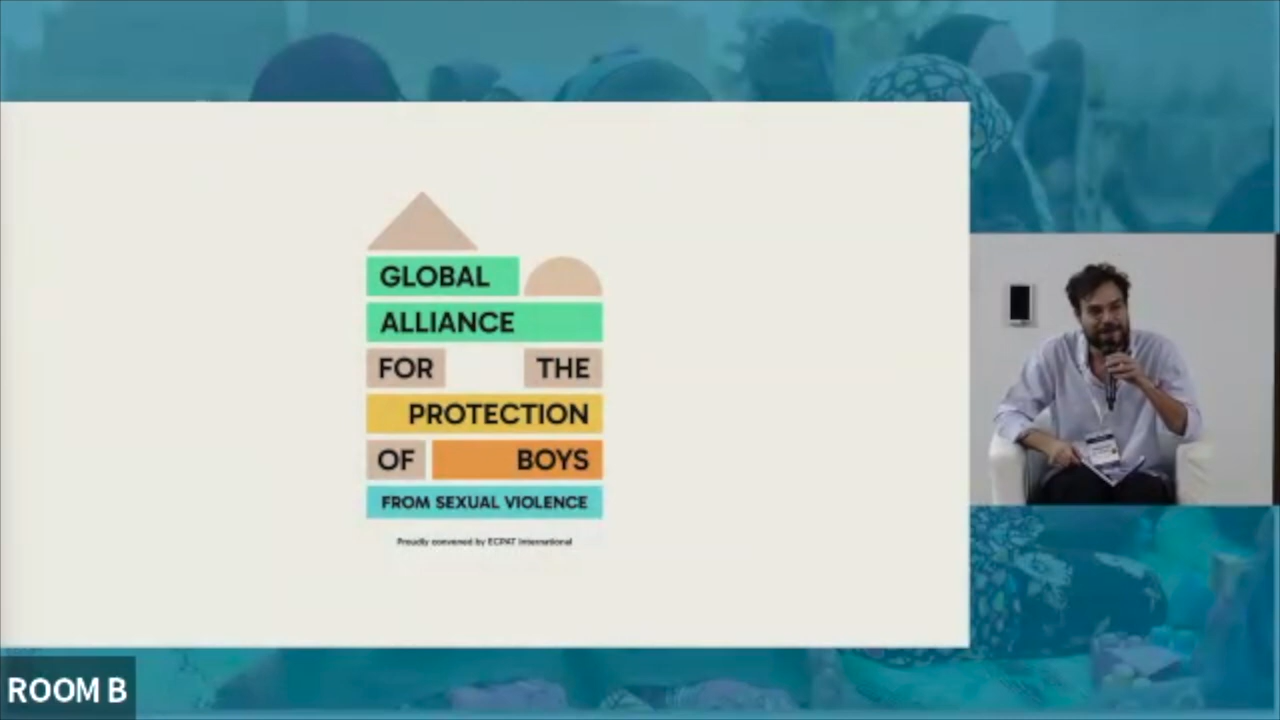 GLOBAL
ALLIANCE
FOR THE
PROTECTION
OF BOYS
FROM SEXUAL VIOLENCE
Proudly convened by ECPAT International
ROOM B